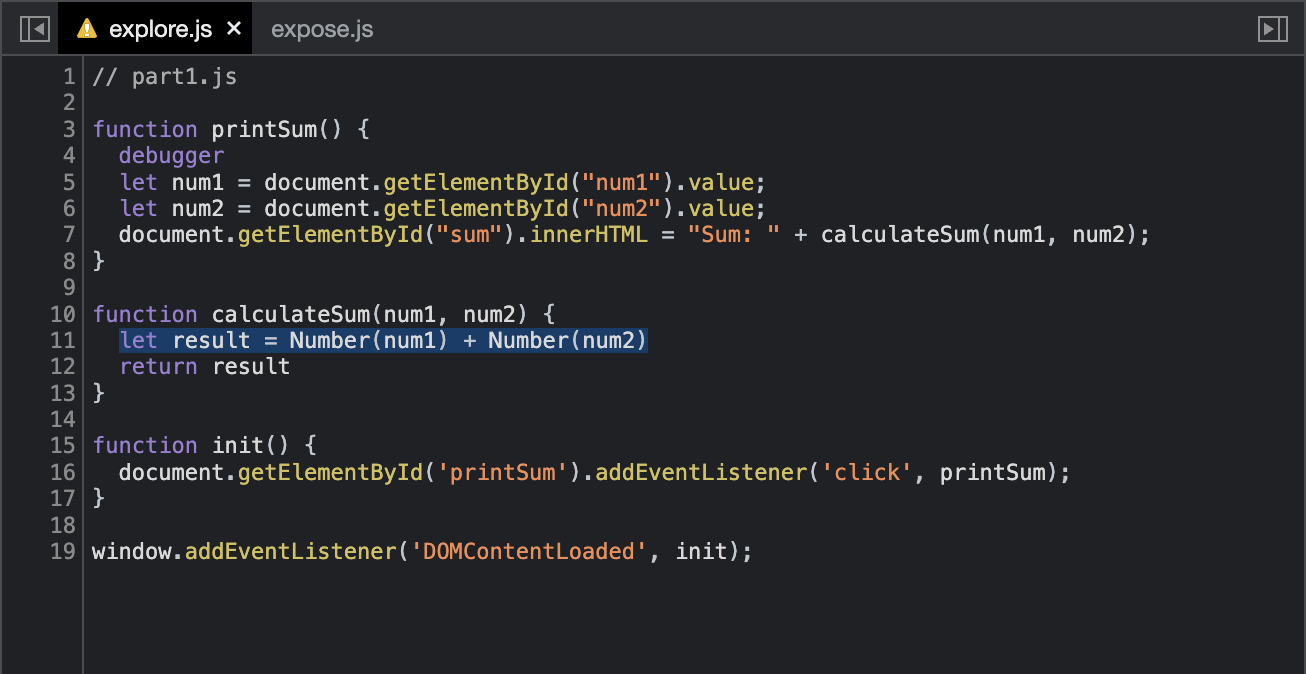 explore.js × expose.js
1 // part1.js
2
3 function printSum() {
4   debugger
5   let num1 = document.getElementById("num1").value;
6   let num2 = document.getElementById("num2").value;
7   document.getElementById("sum").innerHTML = "Sum: " + calculateSum(num1, num2);
8 }
9
10 function calculateSum(num1, num2) {
11   let result = Number(num1) + Number(num2)
12   return result
13 }
14
15 function init() {
16   document.getElementById('printSum').addEventListener('click', printSum);
17 }
18
19 window.addEventListener('DOMContentLoaded', init);